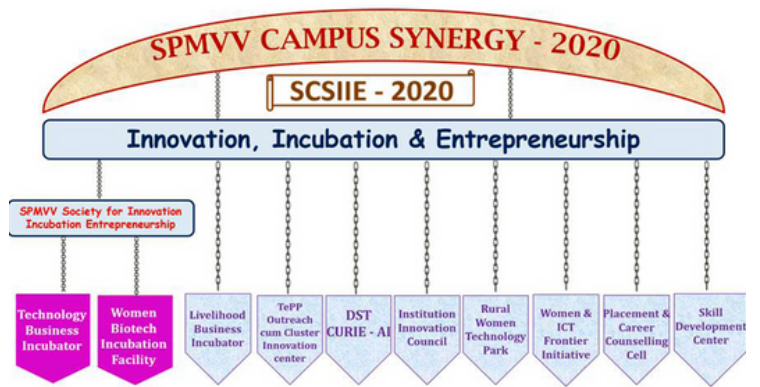 SPMVV CAMPUS SYNERGY - 2020
SCSIIE - 2020
Innovation, Incubation & Entrepreneurship
SPMVV Society for Innovation
Incubation Entrepreneurship
Technology
Business
Incubator
Women
Biotech
Incubation
Facility
Livelihood
Business
Incubator
TePP
Outreach
cum Cluster
Innovation
center
DST
CURIE - AI
Institution
Innovation
Council
Rural
Women
Technology
Park
Women &
ICT
Frontier
Initiative
Placement &
Career
Counselling
Cell
Skill
Development
Center